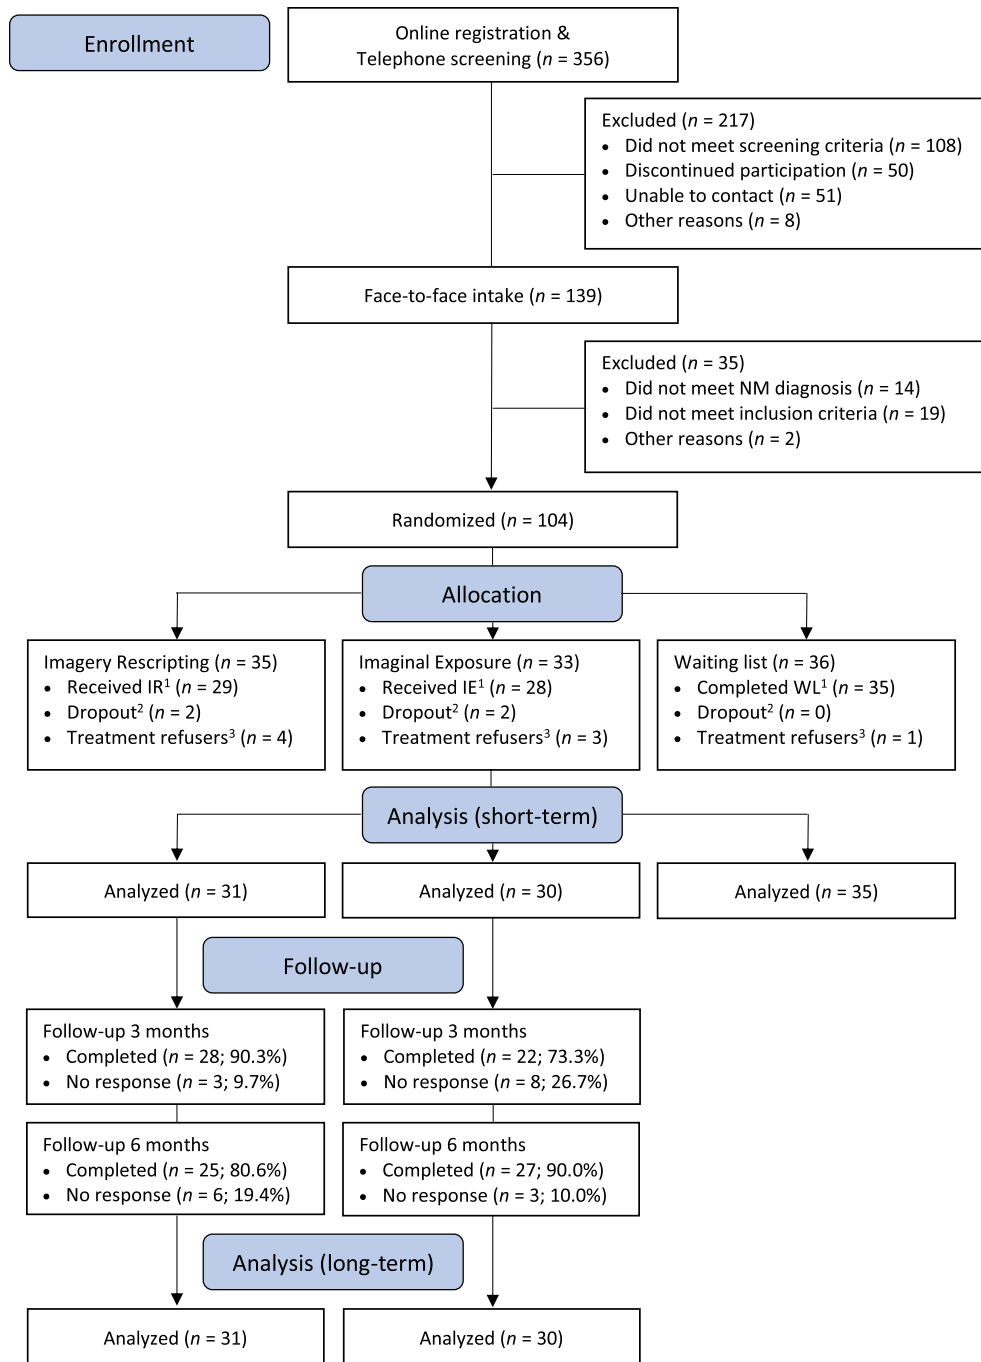 Enrollment
Online registration &
Telephone screening (n = 356)
Excluded (n = 217)
• Did not meet screening criteria (n = 108)
• Discontinued participation (n = 50)
• Unable to contact (n = 51)
• Other reasons (n = 8)
Face-to-face intake (n = 139)
Excluded (n = 35)
• Did not meet NM diagnosis (n = 14)
• Did not meet inclusion criteria (n = 19)
• Other reasons (n = 2)
Randomized (n = 104)
Allocation
Imagery Rescripting (n = 35)
• Received IR¹ (n = 29)
• Dropout² (n = 2)
• Treatment refusers³ (n = 4)
Imaginal Exposure (n = 33)
• Received IE¹ (n = 28)
• Dropout² (n = 2)
• Treatment refusers³ (n = 3)
Waiting list (n = 36)
• Completed WL¹ (n = 35)
• Dropout² (n = 0)
• Treatment refusers³ (n = 1)
Analysis (short-term)
Analyzed (n = 31)
Analyzed (n = 30)
Analyzed (n = 35)
Follow-up
Follow-up 3 months
• Completed (n = 28; 90.3%)
• No response (n = 3; 9.7%)
Follow-up 3 months
• Completed (n = 22; 73.3%)
• No response (n = 8; 26.7%)
Follow-up 6 months
• Completed (n = 25; 80.6%)
• No response (n = 6; 19.4%)
Follow-up 6 months
• Completed (n = 27; 90.0%)
• No response (n = 3; 10.0%)
Analysis (long-term)
Analyzed (n = 31)
Analyzed (n = 30)